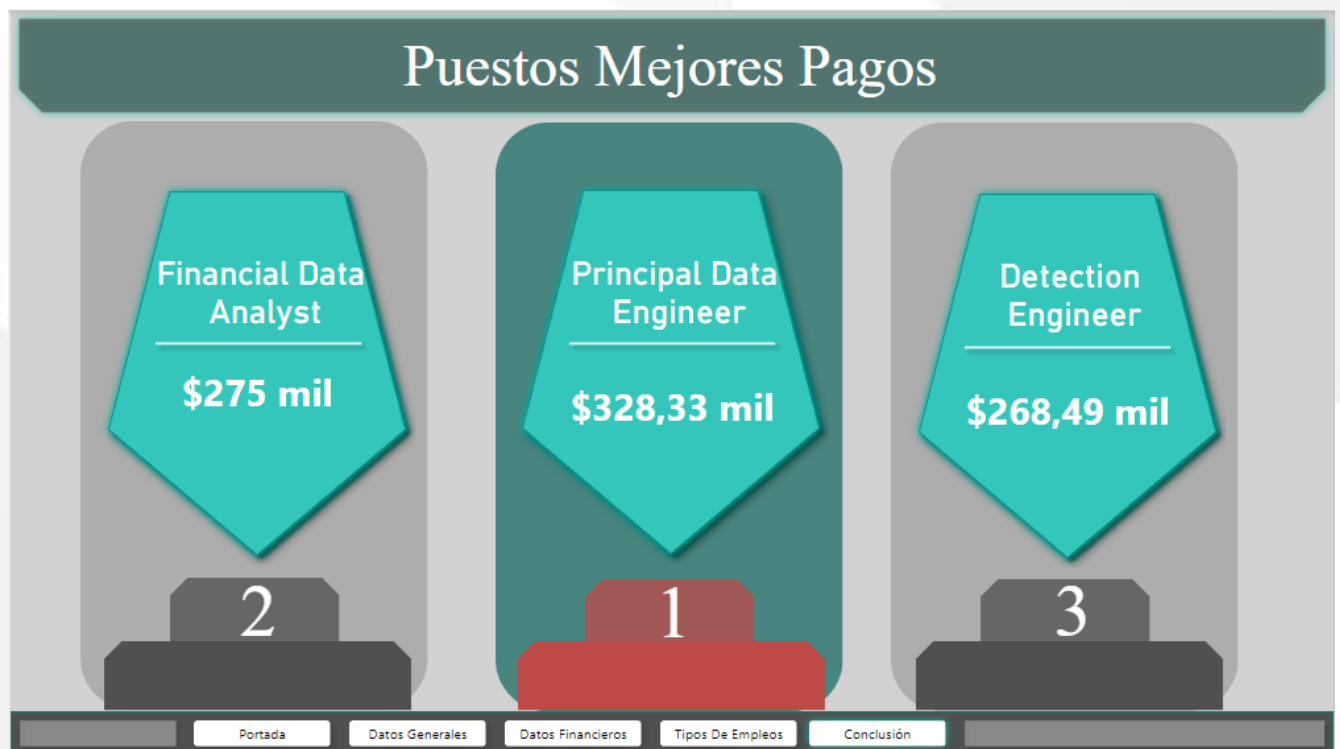 Puestos Mejores Pagos
Financial Data
Analyst
$275 mil
2
Principal Data
Engineer
$328,33 mil
1
Detection
Engineer
$268,49 mil
3
Portada
Datos Generales
Datos Financieros
Tipos De Empleos
Conclusión